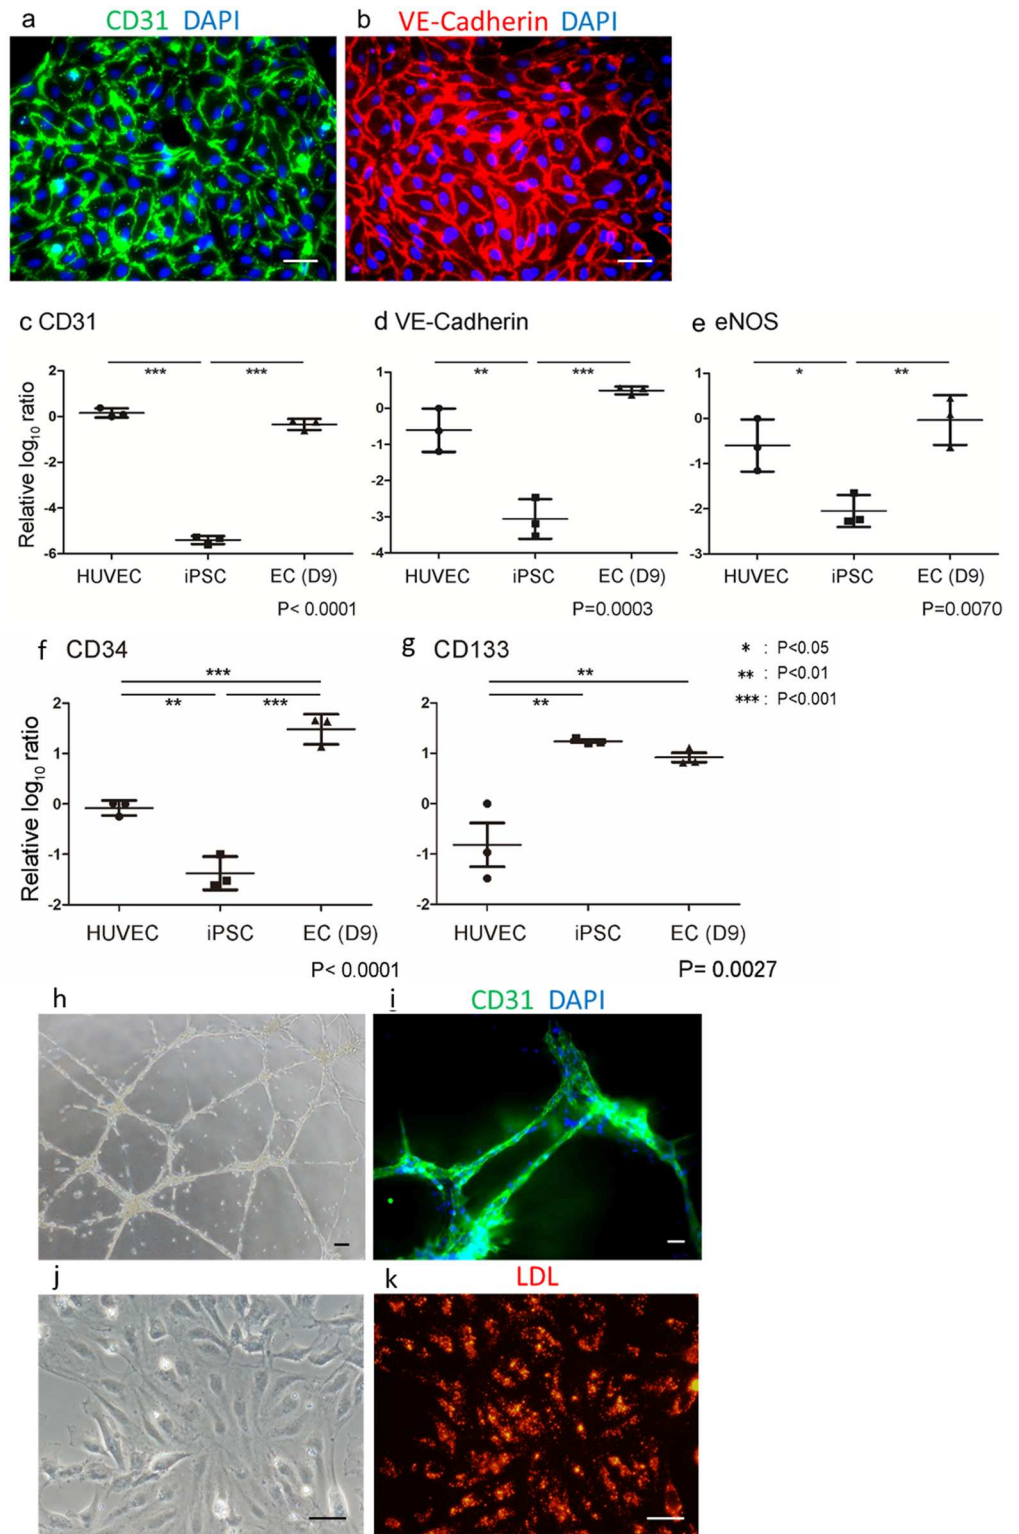 a CD31 DAPI
b VE-Cadherin DAPI
c CD31
Relative log10 ratio
2
0
-2
-4
-6
***
***
HUVEC iPSC EC (D9)
P< 0.0001
d VE-Cadherin
1
0
-1
-2
-3
-4
**
***
HUVEC iPSC EC (D9)
P=0.0003
e eNOS
1
0
-1
-2
-3
*
**
HUVEC iPSC EC (D9)
P=0.0070
f CD34
Relative log10 ratio
2
1
0
-1
-2
***
**
***
HUVEC iPSC EC (D9)
P< 0.0001
g CD133
2
1
0
-1
-2
**
**
HUVEC iPSC EC (D9)
P= 0.0027
* : P<0.05
** : P<0.01
*** : P<0.001
h
i CD31 DAPI
j
k LDL